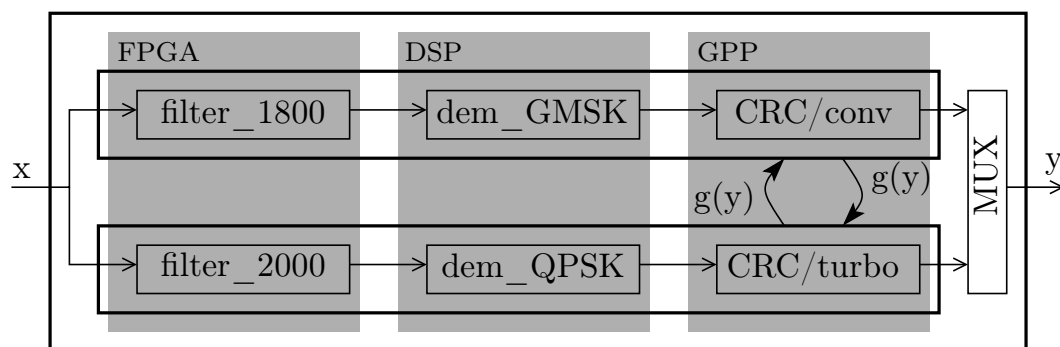 FPGA
DSP
GPP
filter_1800
dem_GMSK
CRC/conv
x
g(y)
g(y)
MUX
y
filter_2000
dem_QPSK
CRC/turbo